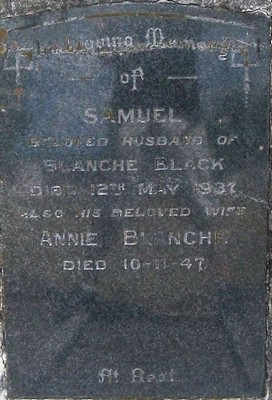 In Loving Memory
of
SAMUEL
BELOVED HUSBAND OF
BLANCHE BLACK
DIED 12TH MAY 1937.
ALSO HIS BELOVED WIFE
ANNIE BLANCHE
DIED 10-11-47.
At Rest